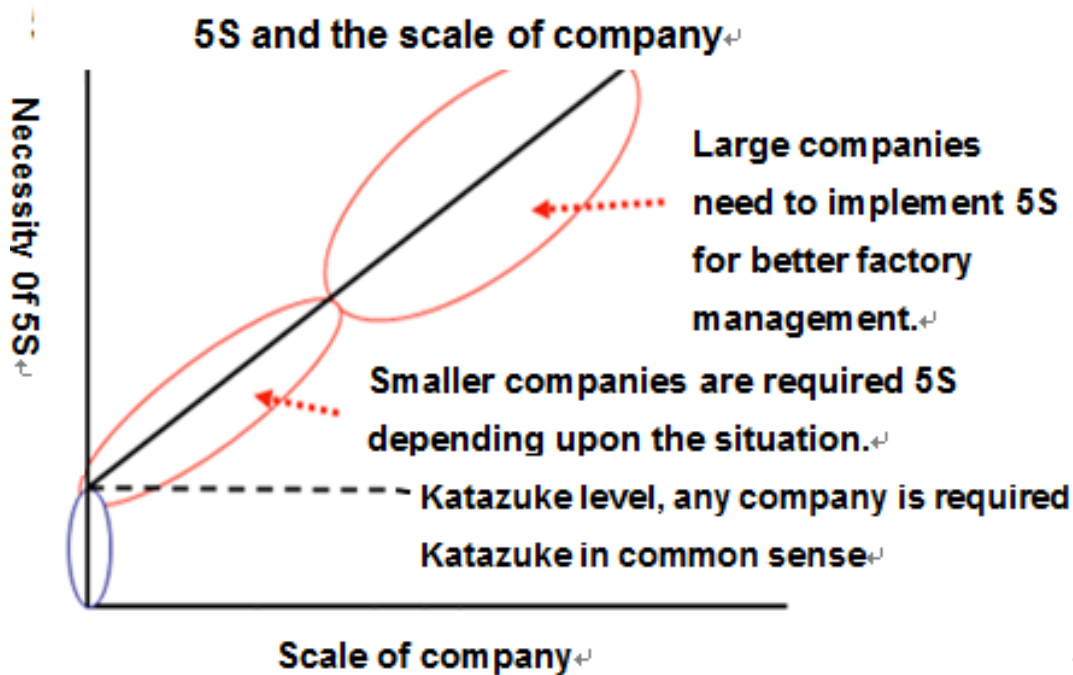 5S and the scale of company↵
Necessity 0f 5S↵
Large companies
need to implement 5S
for better factory
management.↵
Smaller companies are required 5S
depending upon the situation.↵
Katazuke level, any company is required
Katazuke in common sense↵
Scale of company↵